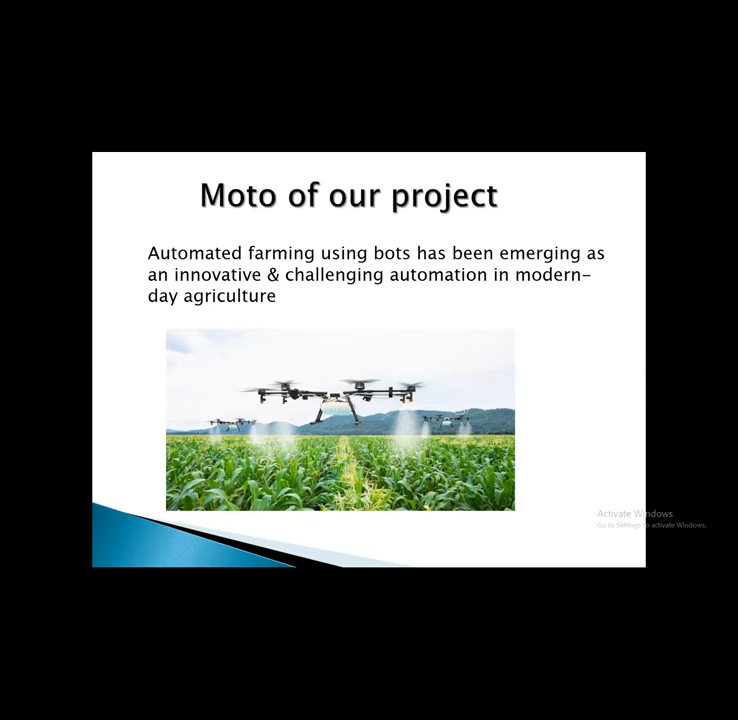 Moto of our project
Automated farming using bots has been emerging as
an innovative & challenging automation in modern-
day agriculture
Activate Windows
Go to Settings to activate Windows.